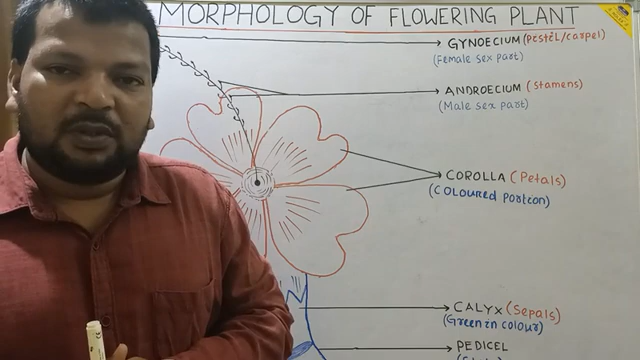 MORPHOLOGY OF FLOWERING PLANT
GYNOECIUM (Pistil/carpel)
(Female sex part)
ANDROECIUM (Stamens)
(Male sex part)
COROLLA (Petals)
(COLOURED PORTION)
CALYX (Sepals)
(Green in colour)
PEDICEL